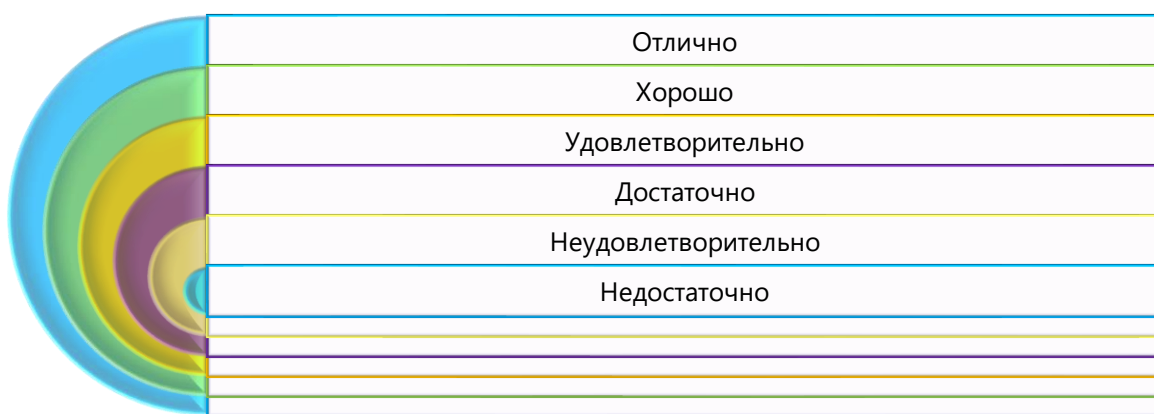 Отлично
Хорошо
Удовлетворительно
Достаточно
Неудовлетворительно
Недостаточно